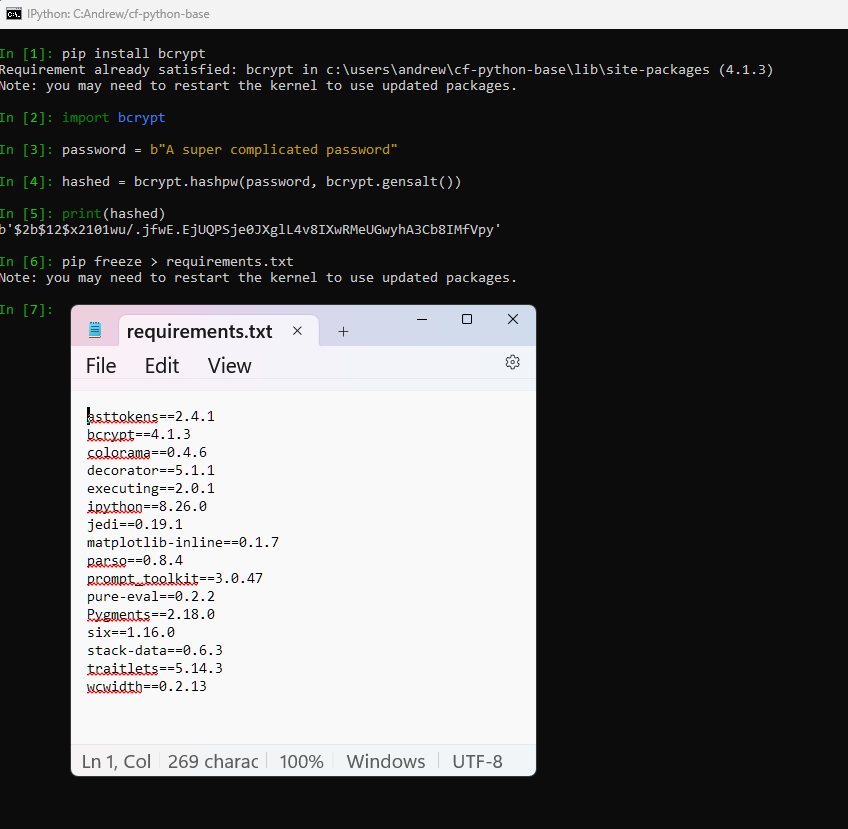 IPython: C:Andrew/cf-python-base
In [1]: pip install bcrypt
Requirement already satisfied: bcrypt in c:\users\andrew\cf-python-base\lib\site-packages (4.1.3)
Note: you may need to restart the kernel to use updated packages.
In [2]: import bcrypt
In [3]: password = b"A super complicated password"
In [4]: hashed = bcrypt.hashpw(password, bcrypt.gensalt())
In [5]: print(hashed)
b'$2b$12$x2101wu/.jfwE.EjUQPSje0JXglL4v8IXwRMeUGwyhA3Cb8IMfVpy'
In [6]: pip freeze > requirements.txt
Note: you may need to restart the kernel to use updated packages.
In [7]:
requirements.txt
File Edit View
asttokens==2.4.1
bcrypt==4.1.3
colorama==0.4.6
decorator==5.1.1
executing==2.0.1
ipython==8.26.0
jedi==0.19.1
matplotlib-inline==0.1.7
parso==0.8.4
prompt_toolkit==3.0.47
pure-eval==0.2.2
Pygments==2.18.0
six==1.16.0
stack-data==0.6.3
traitlets==5.14.3
wcwidth==0.2.13
Ln 1, Col 269 charac 100% Windows UTF-8